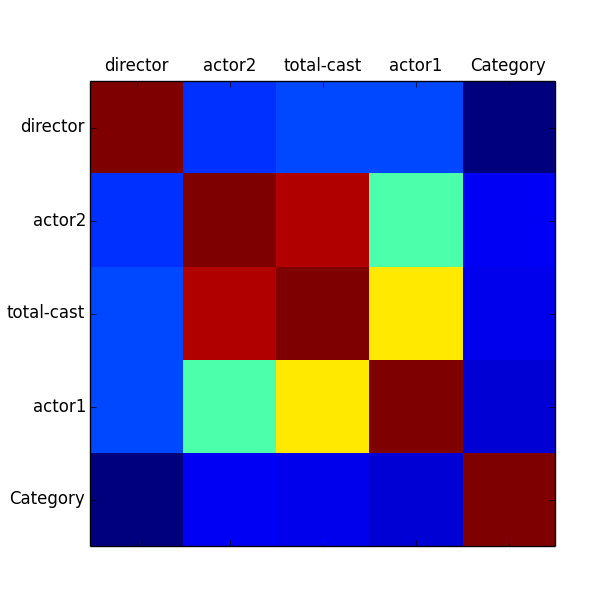 director actor2 total-cast actor1 Category
director
actor2
total-cast
actor1
Category